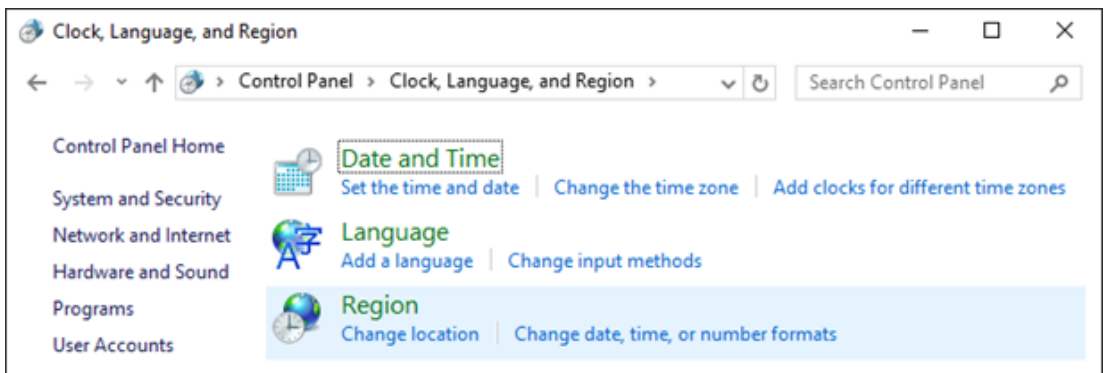 Clock, Language, and Region
Control Panel > Clock, Language, and Region >
Search Control Panel
Control Panel Home
System and Security
Network and Internet
Hardware and Sound
Programs
User Accounts
Date and Time
Set the time and date | Change the time zone | Add clocks for different time zones
Language
Add a language | Change input methods
Region
Change location | Change date, time, or number formats